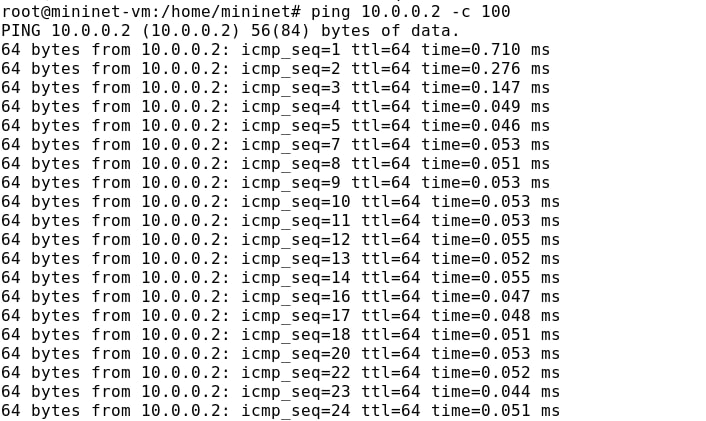 root@mininet-vm:/home/mininet# ping 10.0.0.2 -c 100
PING 10.0.0.2 (10.0.0.2) 56(84) bytes of data.
64 bytes from 10.0.0.2: icmp_seq=1 ttl=64 time=0.710 ms
64 bytes from 10.0.0.2: icmp_seq=2 ttl=64 time=0.276 ms
64 bytes from 10.0.0.2: icmp_seq=3 ttl=64 time=0.147 ms
64 bytes from 10.0.0.2: icmp_seq=4 ttl=64 time=0.049 ms
64 bytes from 10.0.0.2: icmp_seq=5 ttl=64 time=0.046 ms
64 bytes from 10.0.0.2: icmp_seq=7 ttl=64 time=0.053 ms
64 bytes from 10.0.0.2: icmp_seq=8 ttl=64 time=0.051 ms
64 bytes from 10.0.0.2: icmp_seq=9 ttl=64 time=0.053 ms
64 bytes from 10.0.0.2: icmp_seq=10 ttl=64 time=0.053 ms
64 bytes from 10.0.0.2: icmp_seq=11 ttl=64 time=0.053 ms
64 bytes from 10.0.0.2: icmp_seq=12 ttl=64 time=0.055 ms
64 bytes from 10.0.0.2: icmp_seq=13 ttl=64 time=0.052 ms
64 bytes from 10.0.0.2: icmp_seq=14 ttl=64 time=0.055 ms
64 bytes from 10.0.0.2: icmp_seq=16 ttl=64 time=0.047 ms
64 bytes from 10.0.0.2: icmp_seq=17 ttl=64 time=0.048 ms
64 bytes from 10.0.0.2: icmp_seq=18 ttl=64 time=0.051 ms
64 bytes from 10.0.0.2: icmp_seq=20 ttl=64 time=0.053 ms
64 bytes from 10.0.0.2: icmp_seq=22 ttl=64 time=0.052 ms
64 bytes from 10.0.0.2: icmp_seq=23 ttl=64 time=0.044 ms
64 bytes from 10.0.0.2: icmp_seq=24 ttl=64 time=0.051 ms